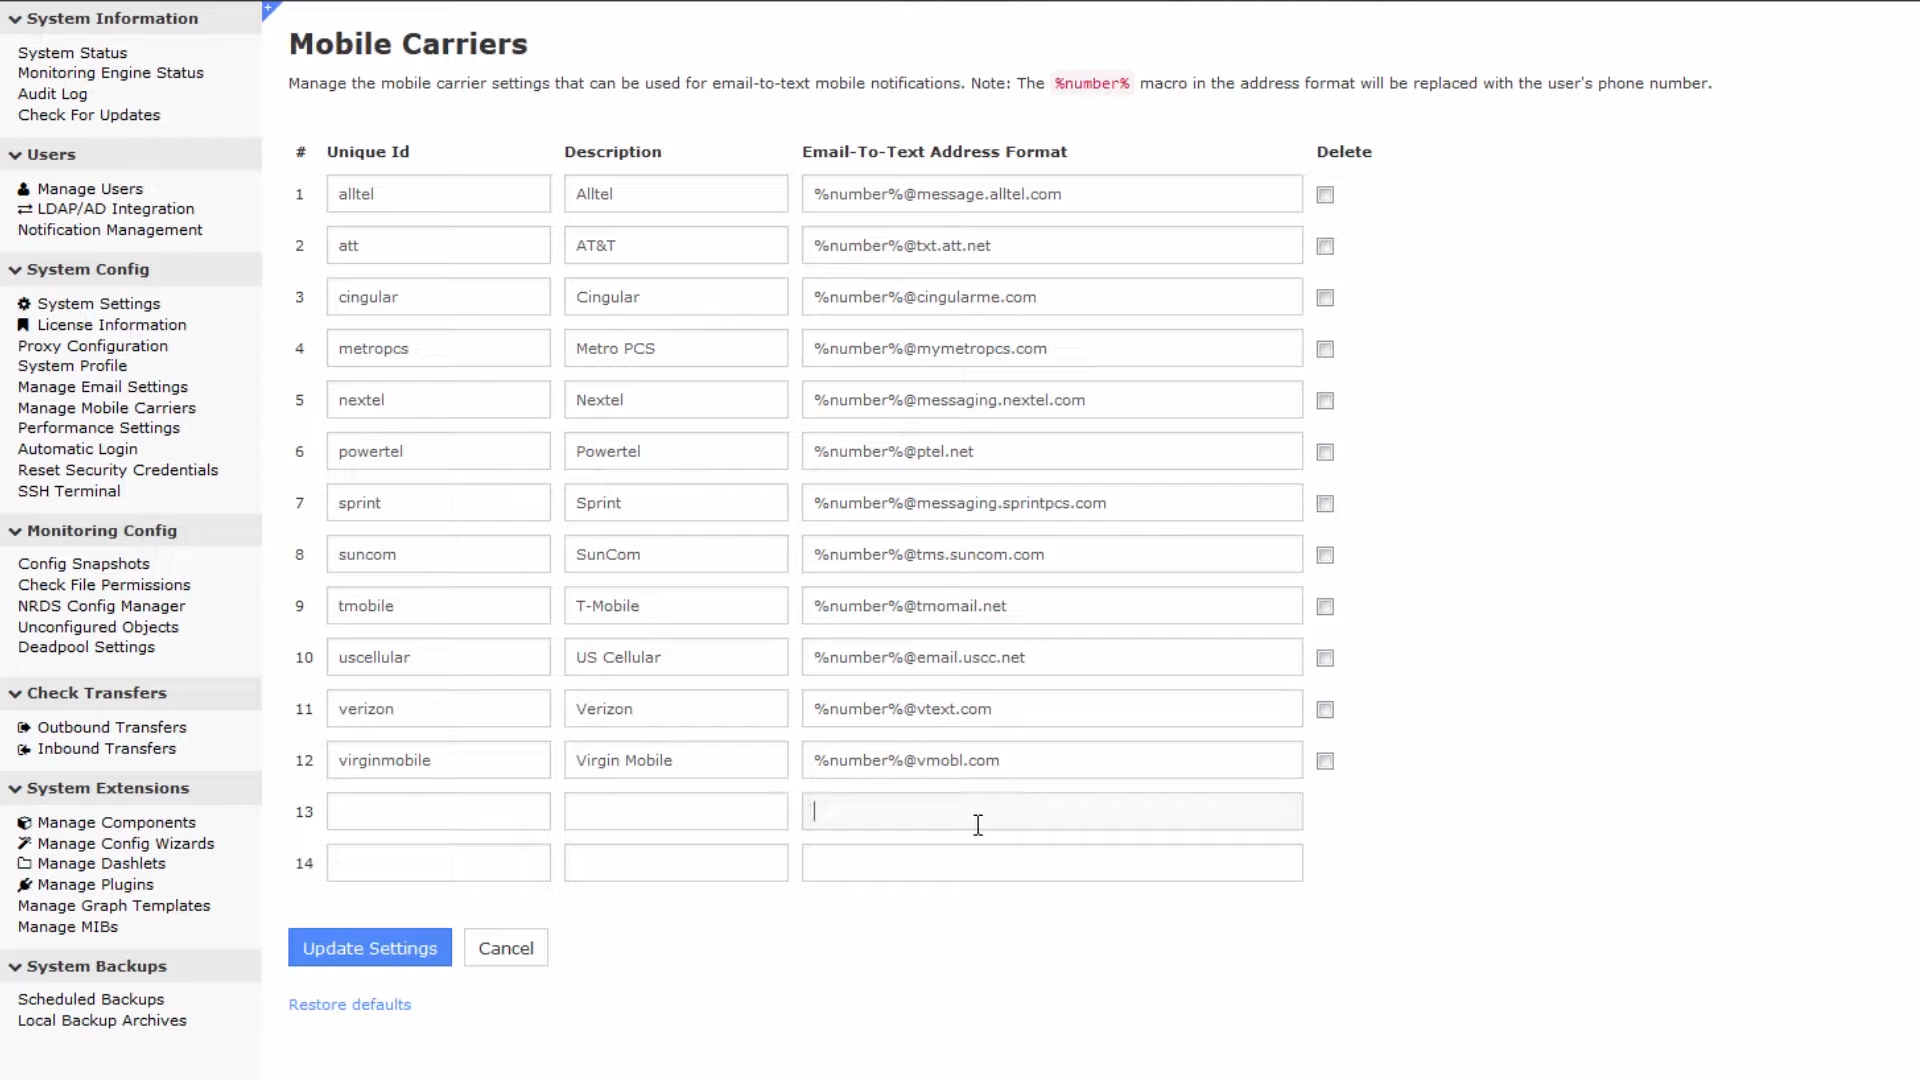 System Information
System Status
Monitoring Engine Status
Audit Log
Check For Updates
Users
Manage Users
LDAP/AD Integration
Notification Management
System Config
System Settings
License Information
Proxy Configuration
System Profile
Manage Email Settings
Manage Mobile Carriers
Performance Settings
Automatic Login
Reset Security Credentials
SSH Terminal
Monitoring Config
Config Snapshots
Check File Permissions
NRDS Config Manager
Unconfigured Objects
Deadpool Settings
Check Transfers
Outbound Transfers
Inbound Transfers
System Extensions
Manage Components
Manage Config Wizards
Manage Dashlets
Manage Plugins
Manage Graph Templates
Manage MIBs
System Backups
Scheduled Backups
Local Backup Archives
+
Mobile Carriers
Manage the mobile carrier settings that can be used for email-to-text mobile notifications. Note: The %number% macro in the address format will be replaced with the user's phone number.
# Unique Id Description Email-To-Text Address Format Delete
1 alltel Alltel %number%@message.alltel.com
2 att AT&T %number%@txt.att.net
3 cingular Cingular %number%@cingularme.com
4 metropcs Metro PCS %number%@mymetropcs.com
5 nextel Nextel %number%@messaging.nextel.com
6 powertel Powertel %number%@ptel.net
7 sprint Sprint %number%@messaging.sprintpcs.com
8 suncom SunCom %number%@tms.suncom.com
9 tmobile T-Mobile %number%@tmomail.net
10 uscellular US Cellular %number%@email.uscc.net
11 verizon Verizon %number%@vtext.com
12 virginmobile Virgin Mobile %number%@vmobl.com
13
14
Update Settings Cancel
Restore defaults